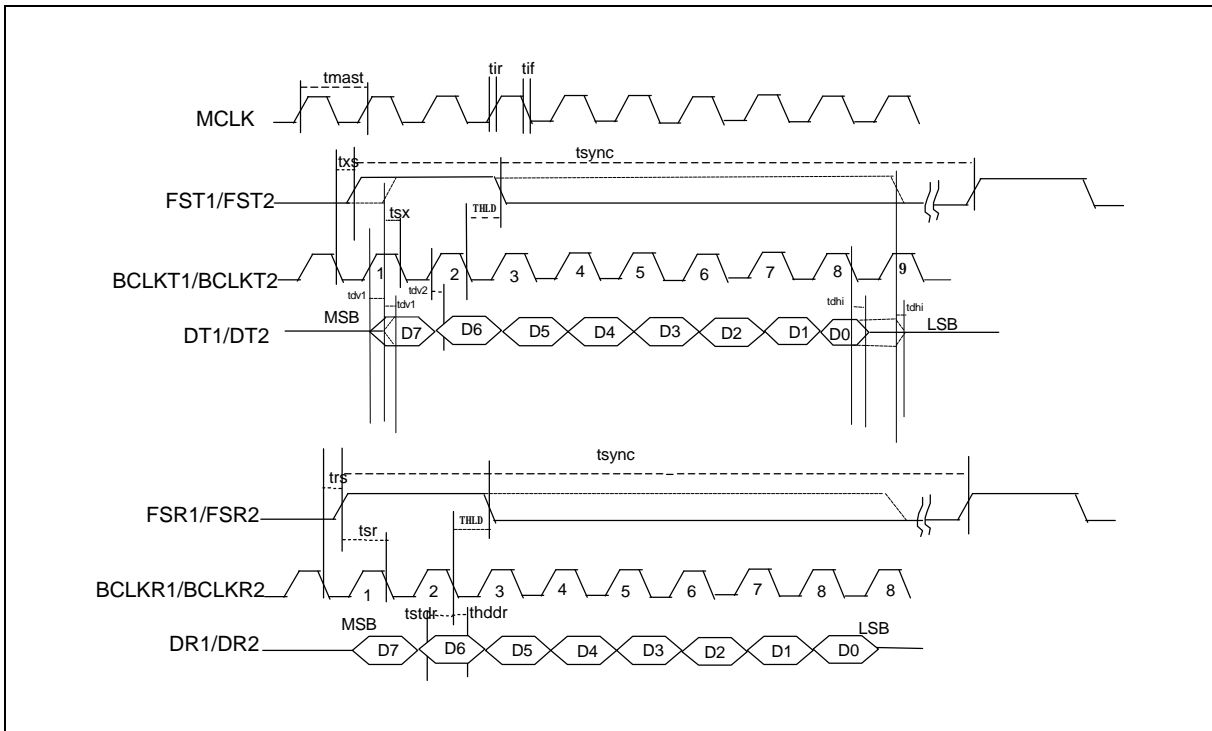 tmast
tir tif
MCLK
txs tsync
FST1/FST2
tsx THLD
BCLKT1/BCLKT2
1 2 3 4 5 6 7 8 9
tdv1 tdv1 tdv2 tdhi tdhi
MSB LSB
DT1/DT2
D7 D6 D5 D4 D3 D2 D1 D0
tsync
trs
FSR1/FSR2
tsr THLD
BCLKR1/BCLKR2
1 2 3 4 5 6 7 8 8
MSB tstdr thddr LSB
DR1/DR2
D7 D6 D5 D4 D3 D2 D1 D0